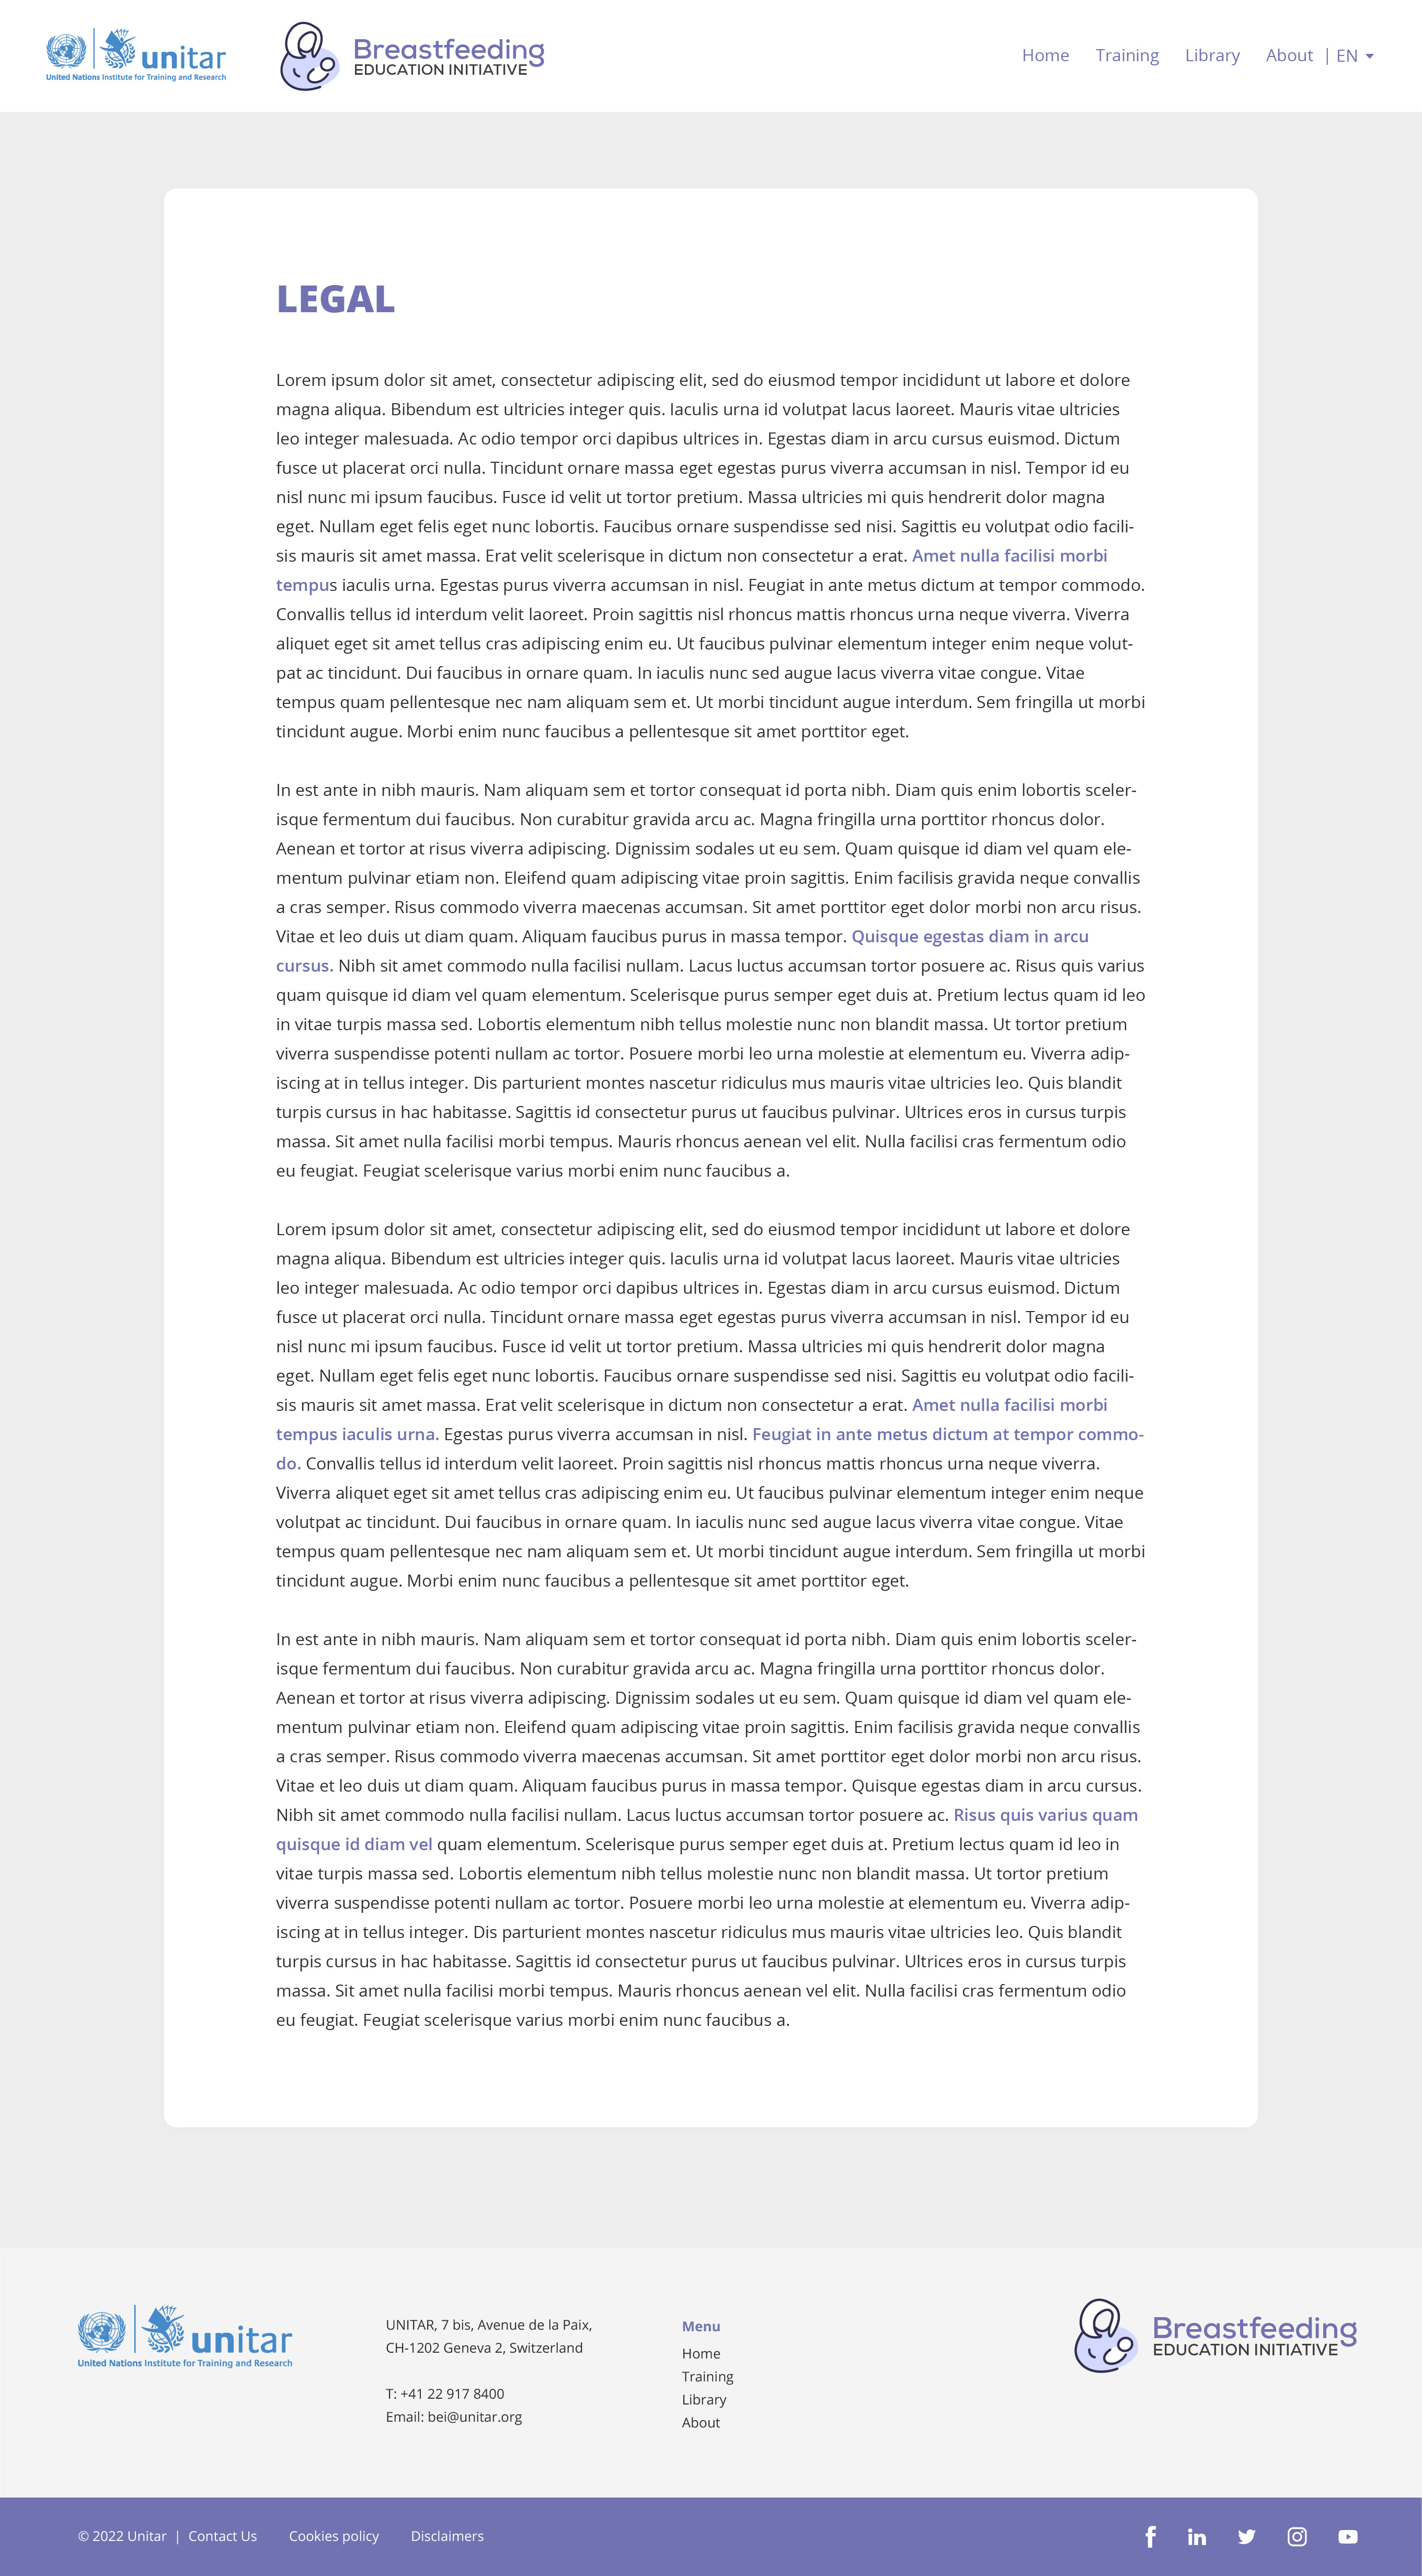 unitar
United Nations Institute for Training and Research
Breastfeeding
EDUCATION INITIATIVE
Home Training Library About | EN
LEGAL
Lorem ipsum dolor sit amet, consectetur adipiscing elit, sed do eiusmod tempor incididunt ut labore et dolore
magna aliqua. Bibendum est ultricies integer quis. Iaculis urna id volutpat lacus laoreet. Mauris vitae ultricies
leo integer malesuada. Ac odio tempor orci dapibus ultrices in. Egestas diam in arcu cursus euismod. Dictum
fusce ut placerat orci nulla. Tincidunt ornare massa eget egestas purus viverra accumsan in nisl. Tempor id eu
nisl nunc mi ipsum faucibus. Fusce id velit ut tortor pretium. Massa ultricies mi quis hendrerit dolor magna
eget. Nullam eget felis eget nunc lobortis. Faucibus ornare suspendisse sed nisi. Sagittis eu volutpat odio facili-
sis mauris sit amet massa. Erat velit scelerisque in dictum non consectetur a erat. Amet nulla facilisi morbi
tempus iaculis urna. Egestas purus viverra accumsan in nisl. Feugiat in ante metus dictum at tempor commodo.
Convallis tellus id interdum velit laoreet. Proin sagittis nisl rhoncus mattis rhoncus urna neque viverra. Viverra
aliquet eget sit amet tellus cras adipiscing enim eu. Ut faucibus pulvinar elementum integer enim neque volut-
pat ac tincidunt. Dui faucibus in ornare quam. In iaculis nunc sed augue lacus viverra vitae congue. Vitae
tempus quam pellentesque nec nam aliquam sem et. Ut morbi tincidunt augue interdum. Sem fringilla ut morbi
tincidunt augue. Morbi enim nunc faucibus a pellentesque sit amet porttitor eget.
In est ante in nibh mauris. Nam aliquam sem et tortor consequat id porta nibh. Diam quis enim lobortis sceler-
isque fermentum dui faucibus. Non curabitur gravida arcu ac. Magna fringilla urna porttitor rhoncus dolor.
Aenean et tortor at risus viverra adipiscing. Dignissim sodales ut eu sem. Quam quisque id diam vel quam ele-
mentum pulvinar etiam non. Eleifend quam adipiscing vitae proin sagittis. Enim facilisis gravida neque convallis
a cras semper. Risus commodo viverra maecenas accumsan. Sit amet porttitor eget dolor morbi non arcu risus.
Vitae et leo duis ut diam quam. Aliquam faucibus purus in massa tempor. Quisque egestas diam in arcu
cursus. Nibh sit amet commodo nulla facilisi nullam. Lacus luctus accumsan tortor posuere ac. Risus quis varius
quam quisque id diam vel quam elementum. Scelerisque purus semper eget duis at. Pretium lectus quam id leo
in vitae turpis massa sed. Lobortis elementum nibh tellus molestie nunc non blandit massa. Ut tortor pretium
viverra suspendisse potenti nullam ac tortor. Posuere morbi leo urna molestie at elementum eu. Viverra adip-
iscing at in tellus integer. Dis parturient montes nascetur ridiculus mus mauris vitae ultricies leo. Quis blandit
turpis cursus in hac habitasse. Sagittis id consectetur purus ut faucibus pulvinar. Ultrices eros in cursus turpis
massa. Sit amet nulla facilisi morbi tempus. Mauris rhoncus aenean vel elit. Nulla facilisi cras fermentum odio
eu feugiat. Feugiat scelerisque varius morbi enim nunc faucibus a.
Lorem ipsum dolor sit amet, consectetur adipiscing elit, sed do eiusmod tempor incididunt ut labore et dolore
magna aliqua. Bibendum est ultricies integer quis. Iaculis urna id volutpat lacus laoreet. Mauris vitae ultricies
leo integer malesuada. Ac odio tempor orci dapibus ultrices in. Egestas diam in arcu cursus euismod. Dictum
fusce ut placerat orci nulla. Tincidunt ornare massa eget egestas purus viverra accumsan in nisl. Tempor id eu
nisl nunc mi ipsum faucibus. Fusce id velit ut tortor pretium. Massa ultricies mi quis hendrerit dolor magna
eget. Nullam eget felis eget nunc lobortis. Faucibus ornare suspendisse sed nisi. Sagittis eu volutpat odio facili-
sis mauris sit amet massa. Erat velit scelerisque in dictum non consectetur a erat. Amet nulla facilisi morbi
tempus iaculis urna. Egestas purus viverra accumsan in nisl. Feugiat in ante metus dictum at tempor commo-
do. Convallis tellus id interdum velit laoreet. Proin sagittis nisl rhoncus mattis rhoncus urna neque viverra.
Viverra aliquet eget sit amet tellus cras adipiscing enim eu. Ut faucibus pulvinar elementum integer enim neque
volutpat ac tincidunt. Dui faucibus in ornare quam. In iaculis nunc sed augue lacus viverra vitae congue. Vitae
tempus quam pellentesque nec nam aliquam sem et. Ut morbi tincidunt augue interdum. Sem fringilla ut morbi
tincidunt augue. Morbi enim nunc faucibus a pellentesque sit amet porttitor eget.
In est ante in nibh mauris. Nam aliquam sem et tortor consequat id porta nibh. Diam quis enim lobortis sceler-
isque fermentum dui faucibus. Non curabitur gravida arcu ac. Magna fringilla urna porttitor rhoncus dolor.
Aenean et tortor at risus viverra adipiscing. Dignissim sodales ut eu sem. Quam quisque id diam vel quam ele-
mentum pulvinar etiam non. Eleifend quam adipiscing vitae proin sagittis. Enim facilisis gravida neque convallis
a cras semper. Risus commodo viverra maecenas accumsan. Sit amet porttitor eget dolor morbi non arcu risus.
Vitae et leo duis ut diam quam. Aliquam faucibus purus in massa tempor. Quisque egestas diam in arcu cursus.
Nibh sit amet commodo nulla facilisi nullam. Lacus luctus accumsan tortor posuere ac. Risus quis varius quam
quisque id diam vel quam elementum. Scelerisque purus semper eget duis at. Pretium lectus quam id leo in
vitae turpis massa sed. Lobortis elementum nibh tellus molestie nunc non blandit massa. Ut tortor pretium
viverra suspendisse potenti nullam ac tortor. Posuere morbi leo urna molestie at elementum eu. Viverra adip-
iscing at in tellus integer. Dis parturient montes nascetur ridiculus mus mauris vitae ultricies leo. Quis blandit
turpis cursus in hac habitasse. Sagittis id consectetur purus ut faucibus pulvinar. Ultrices eros in cursus turpis
massa. Sit amet nulla facilisi morbi tempus. Mauris rhoncus aenean vel elit. Nulla facilisi cras fermentum odio
eu feugiat. Feugiat scelerisque varius morbi enim nunc faucibus a.
unitar
United Nations Institute for Training and Research
UNITAR, 7 bis, Avenue de la Paix,
CH-1202 Geneva 2, Switzerland
T: +41 22 917 8400
Email: bei@unitar.org
Menu
Home
Training
Library
About
Breastfeeding
EDUCATION INITIATIVE
© 2022 Unitar | Contact Us Cookies policy Disclaimers